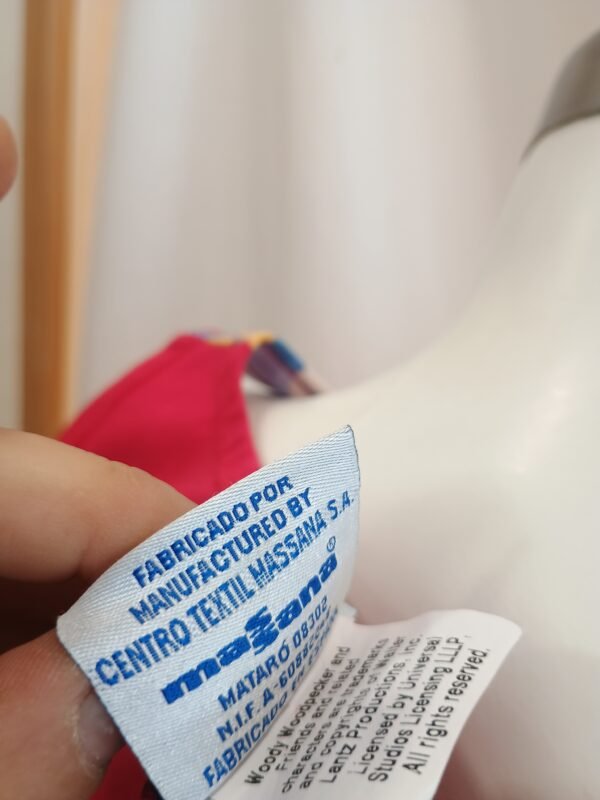 FABRICADO POR
MANUFACTURED BY
CENTRO TEXTIL MASSANA S.A.
massana®
MATARÓ 08302
N.I.F. A
FABRICADO
Woody Woodpecker and
Friends and related
characters are trademarks
and copyrights of Walter
Lantz Productions, Inc.
Licensed by Universal
Studios Licensing LLLP.
All rights reserved.